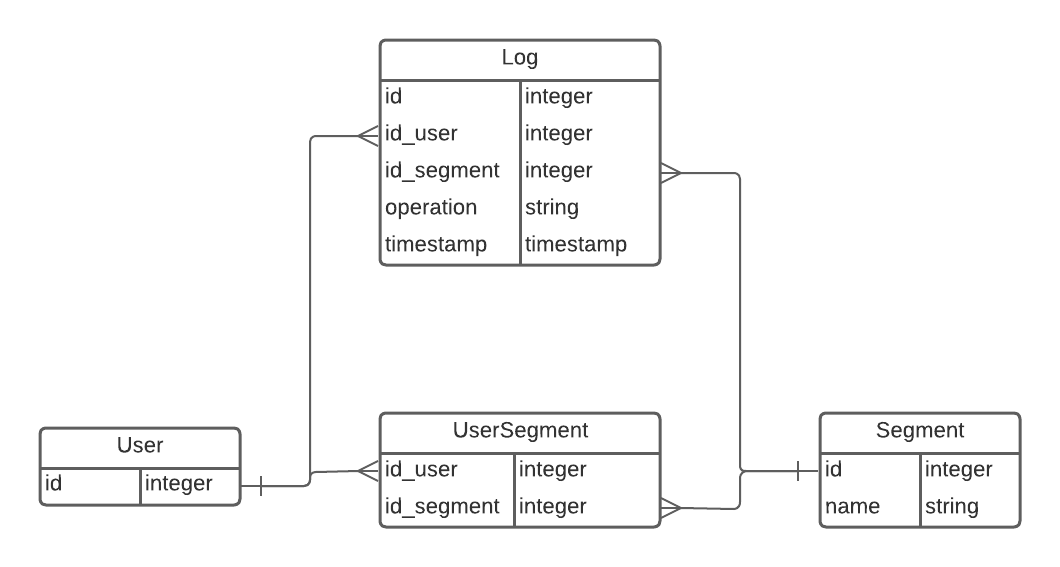 Log
id integer
id_user integer
id_segment integer
operation string
timestamp timestamp
User
id integer
UserSegment
id_user integer
id_segment integer
Segment
id integer
name string